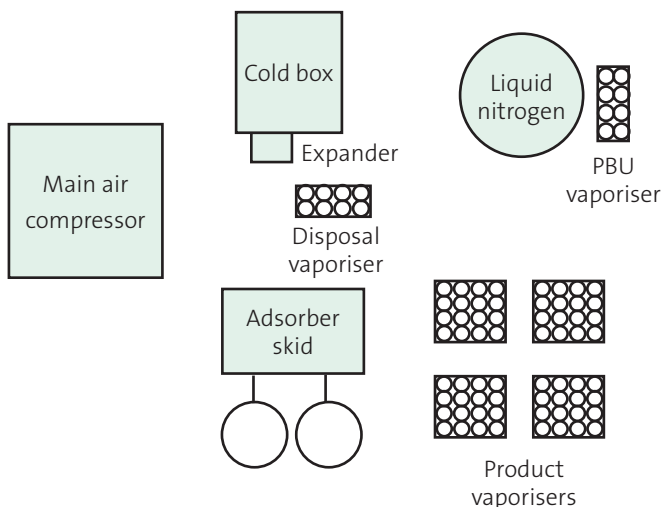 Cold box
Expander
Liquid
nitrogen
PBU
vaporiser
Main air
compressor
Disposal
vaporiser
Adsorber
skid
Product
vaporisers